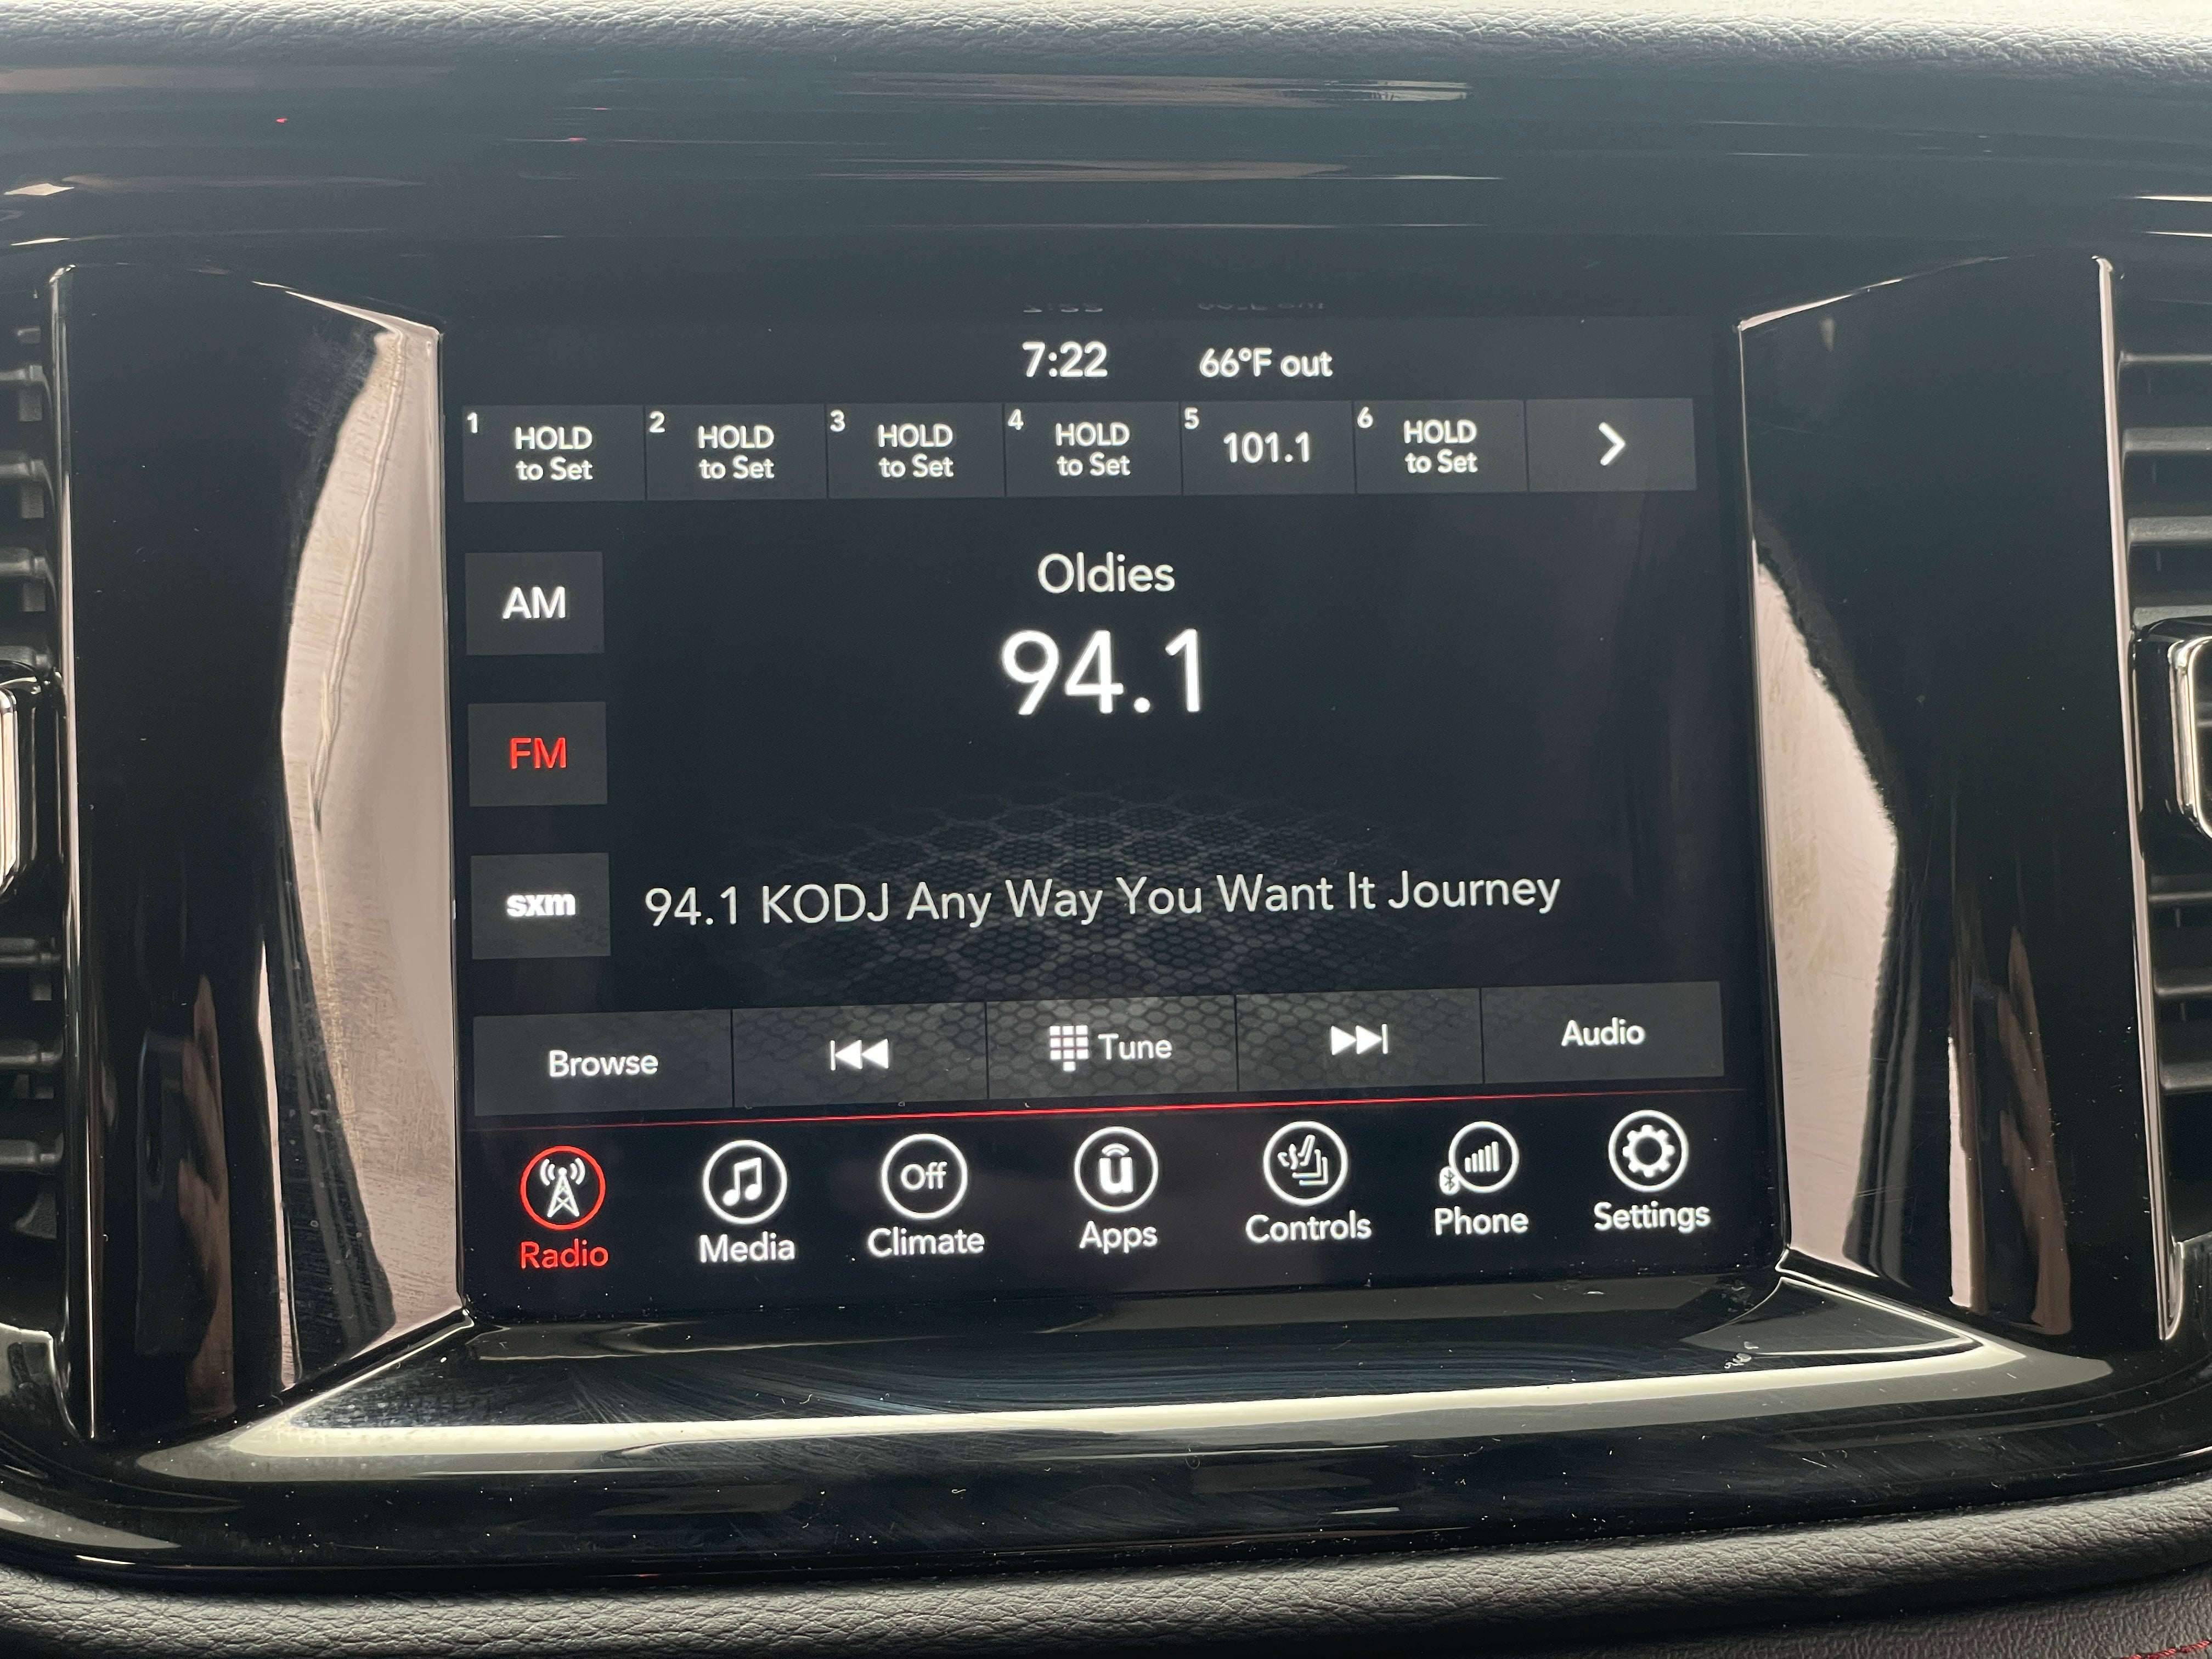 7:22 66°F out
1 HOLD to Set
2 HOLD to Set
3 HOLD to Set
4 HOLD to Set
5 101.1
6 HOLD to Set
Oldies
94.1
AM
FM
sxm
94.1 KODJ Any Way You Want It Journey
Browse Tune Audio
Off
Radio Media Climate Apps Controls Phone Settings